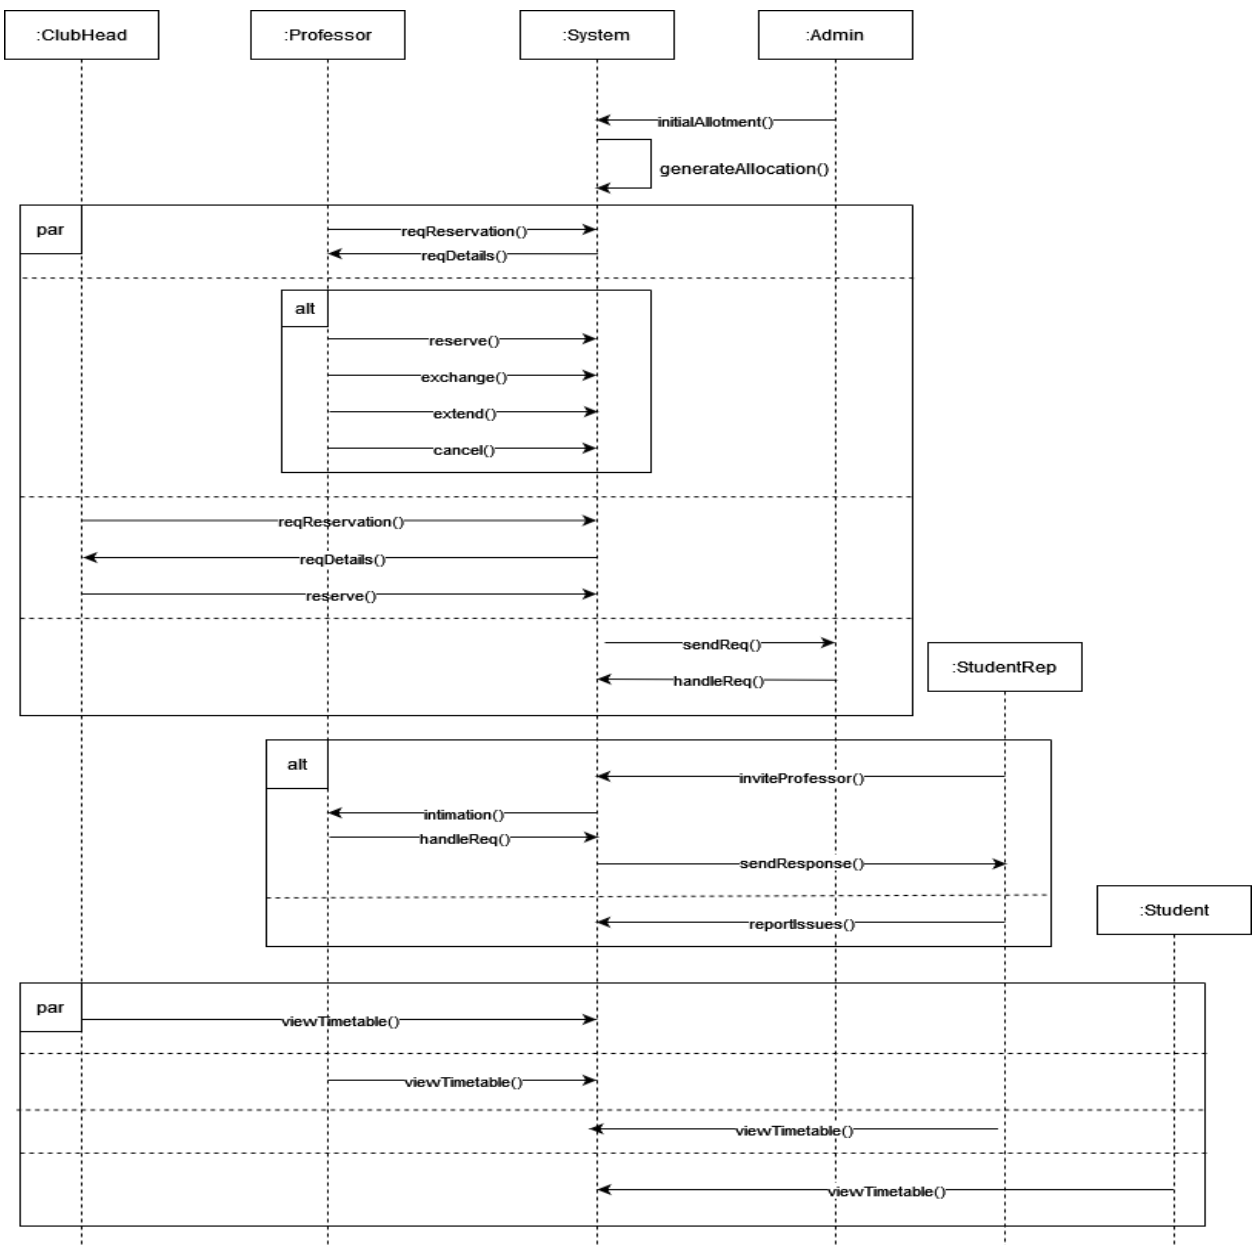 :ClubHead
:Professor
:System
:Admin
initialAllotment()
generateAllocation()
par
reqReservation()
reqDetails()
alt
reserve()
exchange()
extend()
cancel()
reqReservation()
reqDetails()
reserve()
sendReq()
:StudentRep
handleReq()
alt
inviteProfessor()
intimation()
handleReq()
sendResponse()
:Student
reportIssues()
par
viewTimetable()
viewTimetable()
viewTimetable()
viewTimetable()